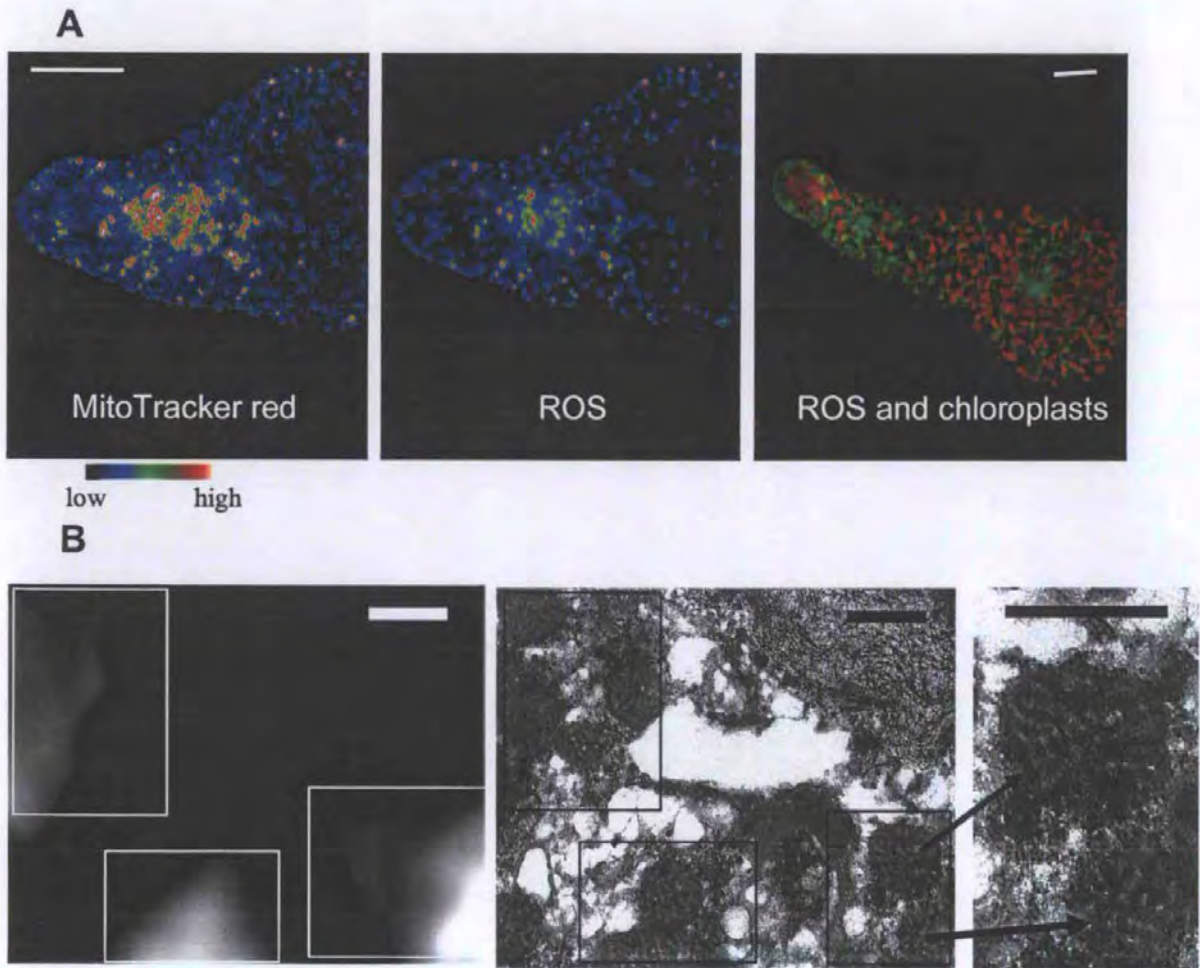 A
MitoTracker red
ROS
ROS and chloroplasts
low high
B